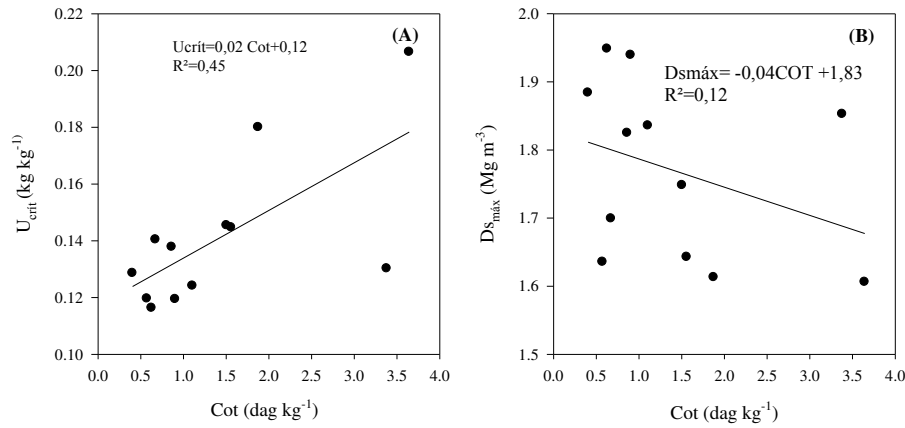 (A)
Ucrít=0,02 Cot+0,12
R²=0,45
0.22
0.20
0.18
0.16
0.14
0.12
0.10
U_crít (kg kg⁻¹)
0.0 0.5 1.0 1.5 2.0 2.5 3.0 3.5 4.0
Cot (dag kg⁻¹)
(B)
Dsmáx= -0,04COT +1,83
R²=0,12
2.0
1.9
1.8
1.7
1.6
1.5
Ds_máx (Mg m⁻³)
0.0 0.5 1.0 1.5 2.0 2.5 3.0 3.5 4.0
Cot (dag kg⁻¹)